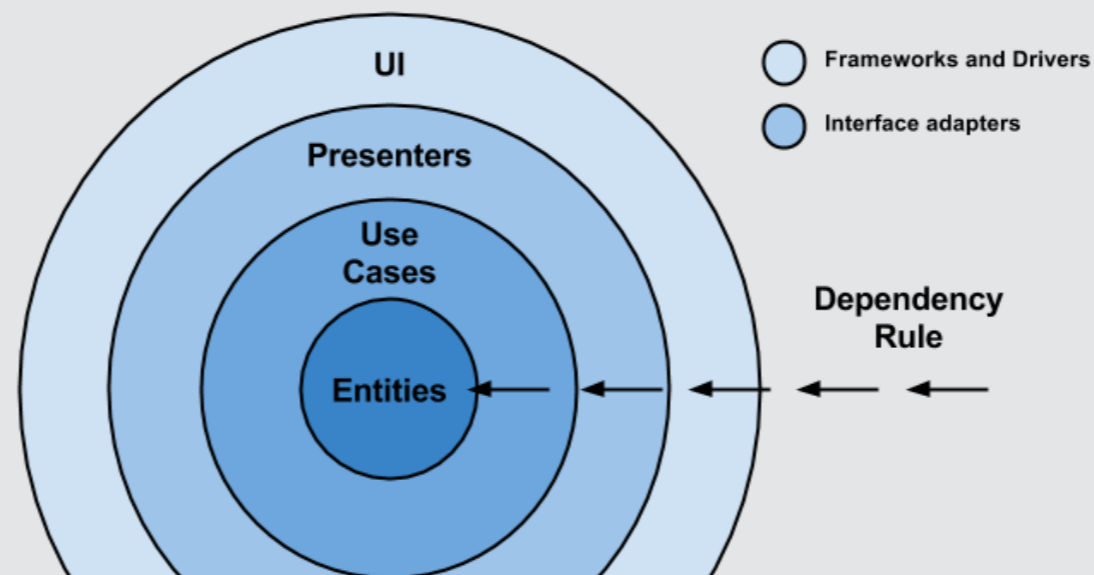 UI
Presenters
Use
Cases
Entities
Frameworks and Drivers
Interface adapters
Dependency
Rule